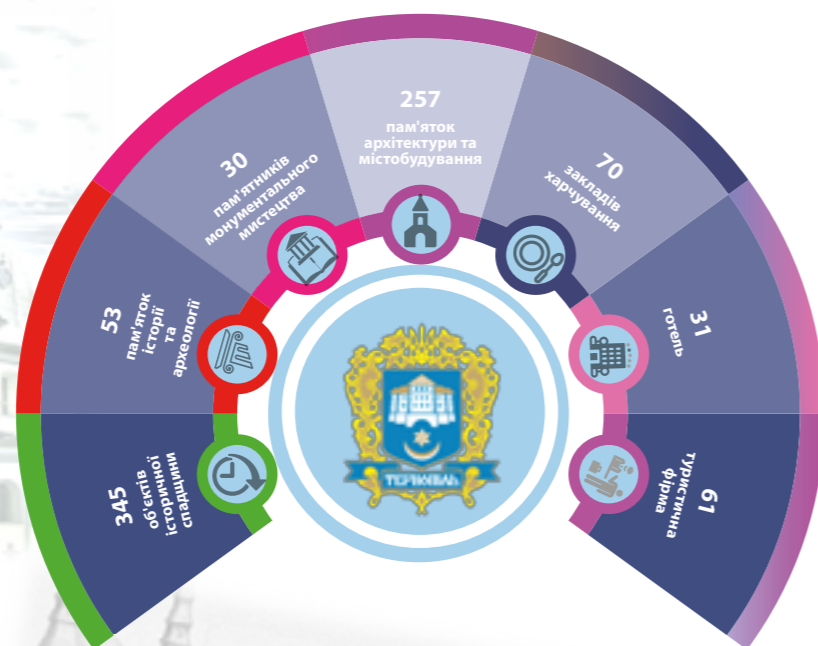 345
об'єктів
історичної
спадщини
53
пам'яток
історії
та
археології
30
пам'ятників
монументального
мистецтва
257
пам'яток
архітектури та
містобудування
70
закладів
харчування
31
готель
61
туристична
фірма
ТЕРНОПІЛЬ